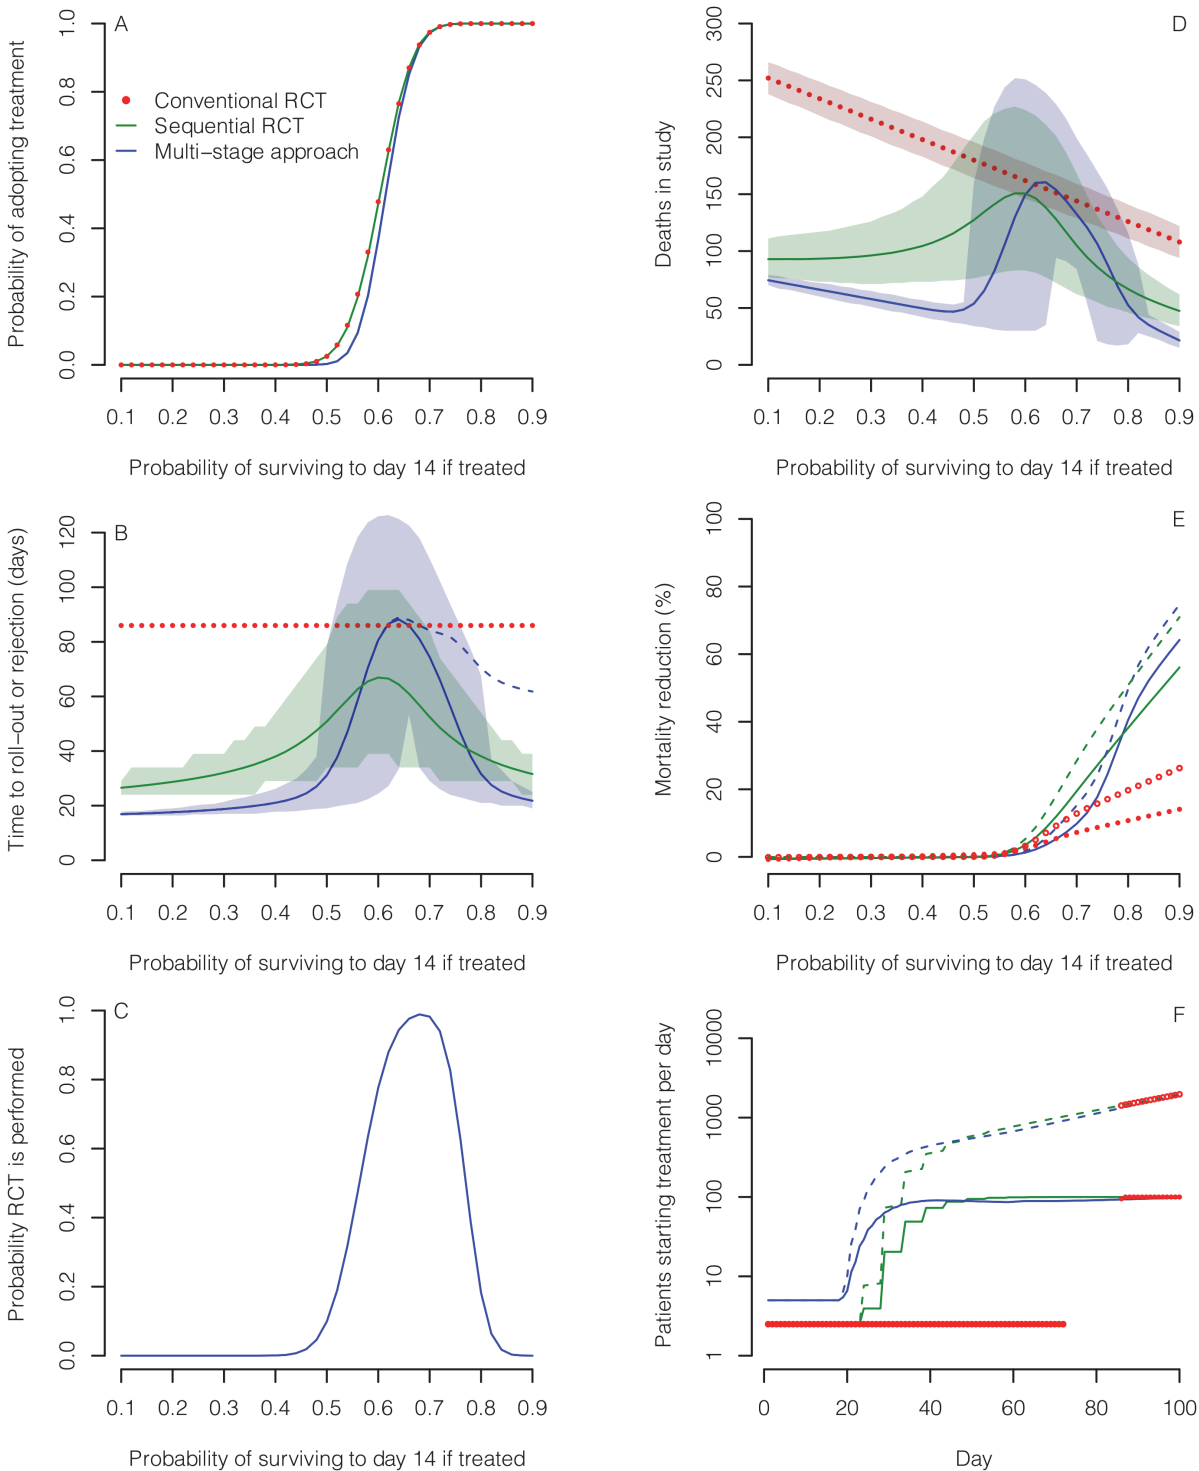 A
Probability of adopting treatment
1.0
0.8
0.6
0.4
0.2
0.0
Conventional RCT
Sequential RCT
Multi−stage approach
0.1 0.2 0.3 0.4 0.5 0.6 0.7 0.8 0.9
Probability of surviving to day 14 if treated
D
Deaths in study
300
250
200
150
100
50
0
0.1 0.2 0.3 0.4 0.5 0.6 0.7 0.8 0.9
Probability of surviving to day 14 if treated
B
Time to roll−out or rejection (days)
120
100
80
60
40
20
0
0.1 0.2 0.3 0.4 0.5 0.6 0.7 0.8 0.9
Probability of surviving to day 14 if treated
E
Mortality reduction (%)
100
80
60
40
20
0
0.1 0.2 0.3 0.4 0.5 0.6 0.7 0.8 0.9
Probability of surviving to day 14 if treated
C
Probability RCT is performed
1.0
0.8
0.6
0.4
0.2
0.0
0.1 0.2 0.3 0.4 0.5 0.6 0.7 0.8 0.9
Probability of surviving to day 14 if treated
F
Patients starting treatment per day
10000
1000
100
10
1
0 20 40 60 80 100
Day